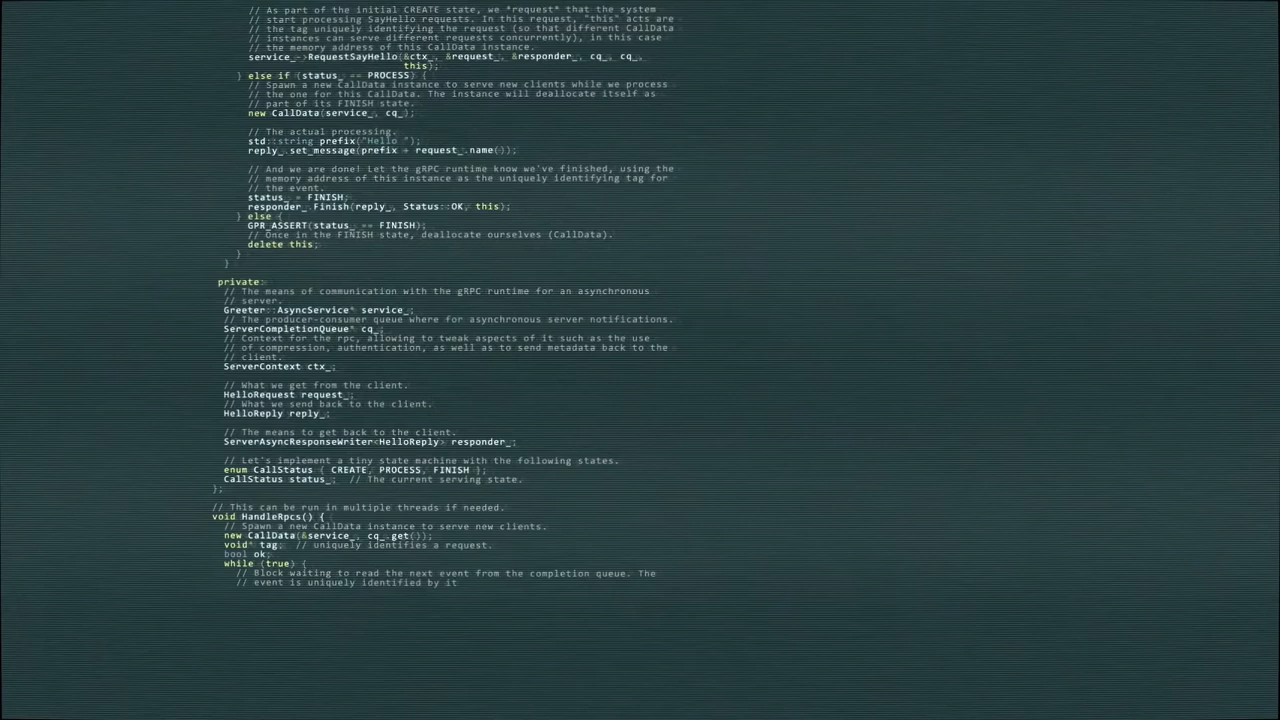 // As part of the initial CREATE state, we *request* that the system
// start processing SayHello requests. In this request, "this" acts are
// the tag uniquely identifying the request (so that different CallData
// instances can serve different requests concurrently), in this case
// the memory address of this CallData instance.
service_->RequestSayHello(&ctx_, &request_, &responder_, cq_, cq_,
this);
} else if (status_ == PROCESS) {
// Spawn a new CallData instance to serve new clients while we process
// the one for this CallData. The instance will deallocate itself as
// part of its FINISH state.
new CallData(service_, cq_);
// The actual processing.
std::string prefix("Hello ");
reply_.set_message(prefix + request_.name());
// And we are done! Let the gRPC runtime know we've finished, using the
// memory address of this instance as the uniquely identifying tag for
// the event.
status_ = FINISH;
responder_.Finish(reply_, Status::OK, this);
} else {
GPR_ASSERT(status_ == FINISH);
// Once in the FINISH state, deallocate ourselves (CallData).
delete this;
}
}
private:
// The means of communication with the gRPC runtime for an asynchronous
// server.
Greeter::AsyncService* service_;
// The producer-consumer queue where for asynchronous server notifications.
ServerCompletionQueue* cq_;
// Context for the rpc, allowing to tweak aspects of it such as the use
// of compression, authentication, as well as to send metadata back to the
// client.
ServerContext ctx_;
// What we get from the client.
HelloRequest request_;
// What we send back to the client.
HelloReply reply_;
// The means to get back to the client.
ServerAsyncResponseWriter<HelloReply> responder_;
// Let's implement a tiny state machine with the following states.
enum CallStatus { CREATE, PROCESS, FINISH };
CallStatus status_; // The current serving state.
};
// This can be run in multiple threads if needed.
void HandleRpcs() {
// Spawn a new CallData instance to serve new clients.
new CallData(&service_, cq_.get());
void* tag; // uniquely identifies a request.
bool ok;
while (true) {
// Block waiting to read the next event from the completion queue. The
// event is uniquely identified by it